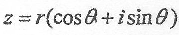 z = r(cos θ + i sin θ)